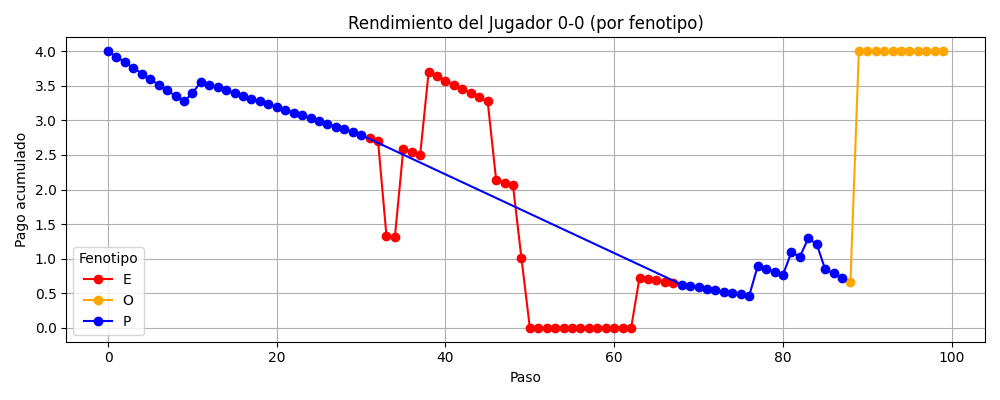 Rendimiento del Jugador 0-0 (por fenotipo)
4.0
3.5
3.0
2.5
2.0
1.5
1.0
0.5
0.0
Pago acumulado
Fenotipo
E
O
P
0
20
40
60
80
100
Paso